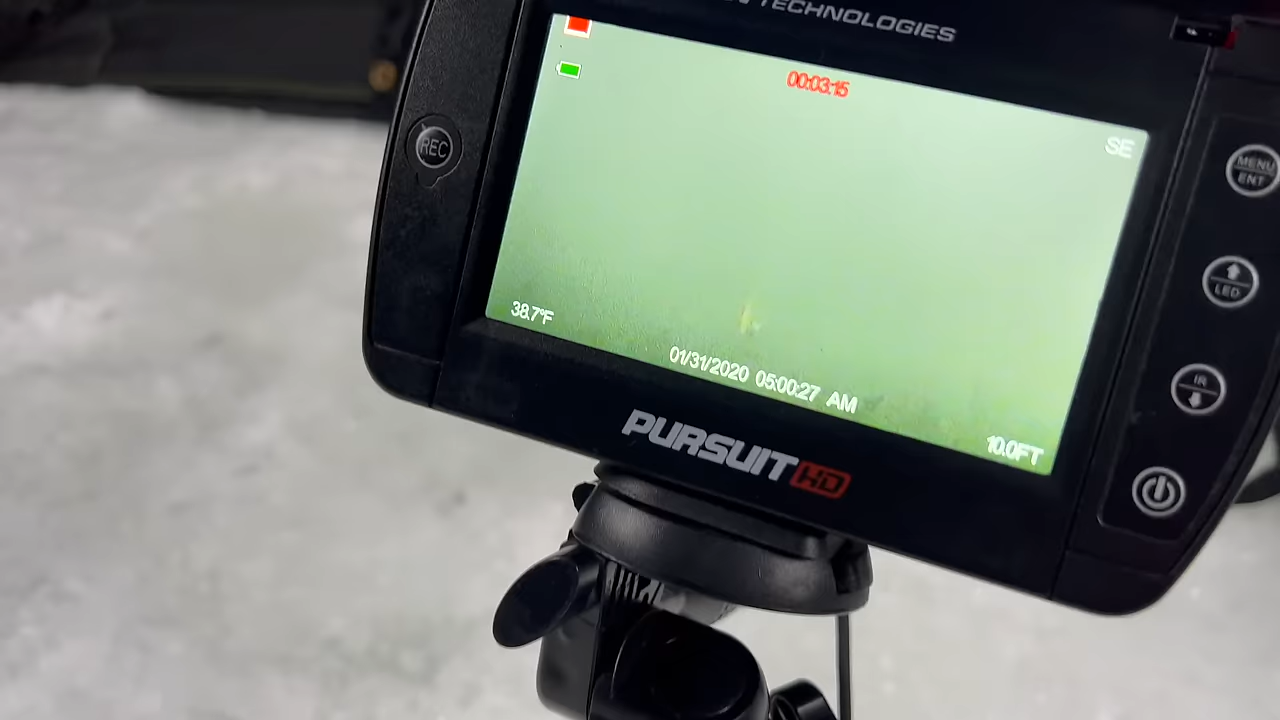 TECHNOLOGIES
REC
00:03:15
SE
MENU
ENT
LED
38.7°F
IR
01/31/2020 05:00:27 AM
10.0FT
PURSUIT HD